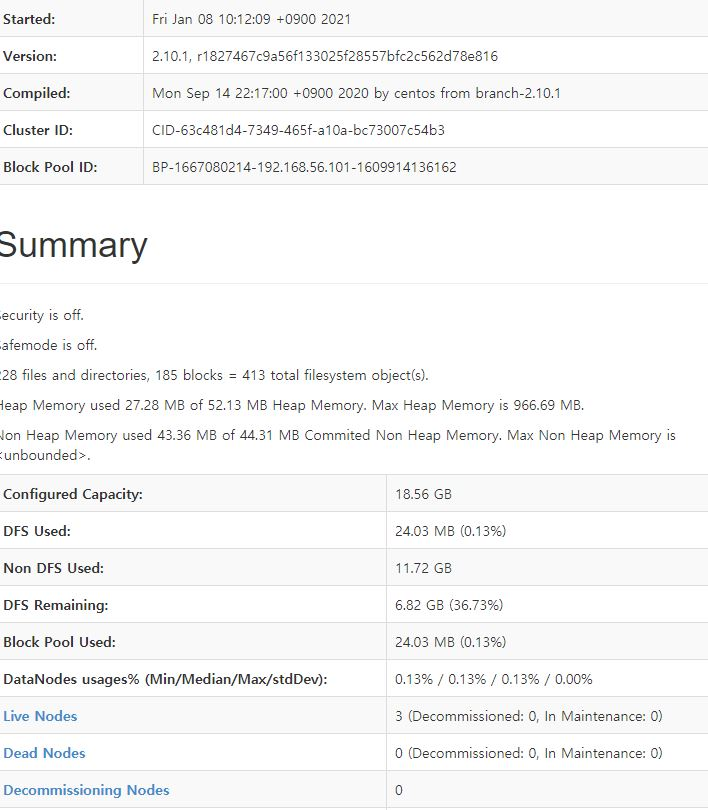 Started: Fri Jan 08 10:12:09 +0900 2021
Version: 2.10.1, r1827467c9a56f133025f28557bfc2c562d78e816
Compiled: Mon Sep 14 22:17:00 +0900 2020 by centos from branch-2.10.1
Cluster ID: CID-63c481d4-7349-465f-a10a-bc73007c54b3
Block Pool ID: BP-1667080214-192.168.56.101-1609914136162
Summary
Security is off.
Safemode is off.
228 files and directories, 185 blocks = 413 total filesystem object(s).
Heap Memory used 27.28 MB of 52.13 MB Heap Memory. Max Heap Memory is 966.69 MB.
Non Heap Memory used 43.36 MB of 44.31 MB Commited Non Heap Memory. Max Non Heap Memory is
<unbounded>.
Configured Capacity: 18.56 GB
DFS Used: 24.03 MB (0.13%)
Non DFS Used: 11.72 GB
DFS Remaining: 6.82 GB (36.73%)
Block Pool Used: 24.03 MB (0.13%)
DataNodes usages% (Min/Median/Max/stdDev): 0.13% / 0.13% / 0.13% / 0.00%
Live Nodes 3 (Decommissioned: 0, In Maintenance: 0)
Dead Nodes 0 (Decommissioned: 0, In Maintenance: 0)
Decommissioning Nodes 0